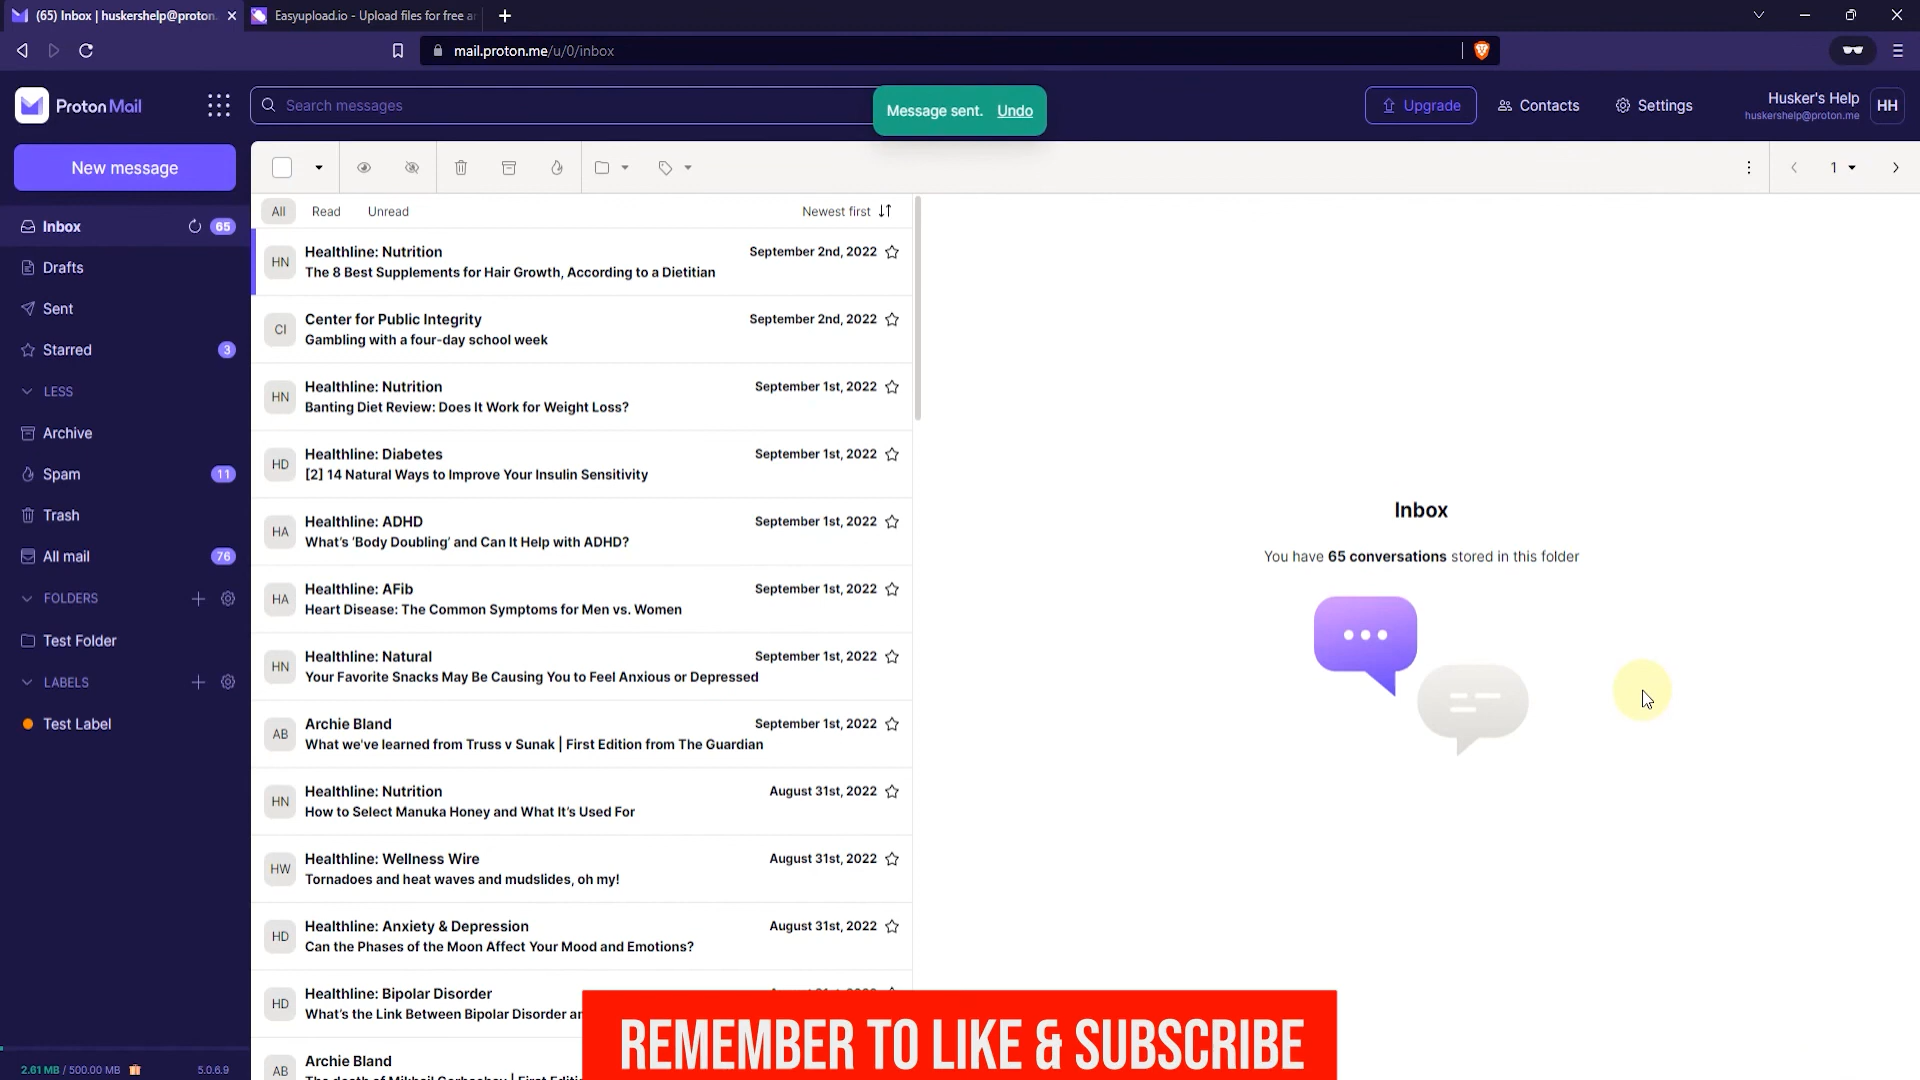 (65) Inbox | huskershelp@proton.
Easyupload.io - Upload files for free a
mail.proton.me/u/0/inbox
Proton Mail
Search messages
Message sent. Undo
Upgrade
Contacts
Settings
Husker's Help
huskershelp@proton.me
HH
New message
1
Inbox 65
Drafts
Sent
Starred 3
LESS
Archive
Spam 11
Trash
All mail 76
FOLDERS
Test Folder
LABELS
Test Label
2.61 MB / 500.00 MB
5.0.6.9
All Read Unread Newest first
HN Healthline: Nutrition September 2nd, 2022
The 8 Best Supplements for Hair Growth, According to a Dietitian
CI Center for Public Integrity September 2nd, 2022
Gambling with a four-day school week
HN Healthline: Nutrition September 1st, 2022
Banting Diet Review: Does It Work for Weight Loss?
HD Healthline: Diabetes September 1st, 2022
[2] 14 Natural Ways to Improve Your Insulin Sensitivity
HA Healthline: ADHD September 1st, 2022
What's 'Body Doubling' and Can It Help with ADHD?
HA Healthline: AFib September 1st, 2022
Heart Disease: The Common Symptoms for Men vs. Women
HN Healthline: Natural September 1st, 2022
Your Favorite Snacks May Be Causing You to Feel Anxious or Depressed
AB Archie Bland September 1st, 2022
What we've learned from Truss v Sunak | First Edition from The Guardian
HN Healthline: Nutrition August 31st, 2022
How to Select Manuka Honey and What It's Used For
HW Healthline: Wellness Wire August 31st, 2022
Tornadoes and heat waves and mudslides, oh my!
HD Healthline: Anxiety & Depression August 31st, 2022
Can the Phases of the Moon Affect Your Mood and Emotions?
HD Healthline: Bipolar Disorder
What's the Link Between Bipolar Disorder an
AB Archie Bland
Inbox
You have 65 conversations stored in this folder
REMEMBER TO LIKE & SUBSCRIBE